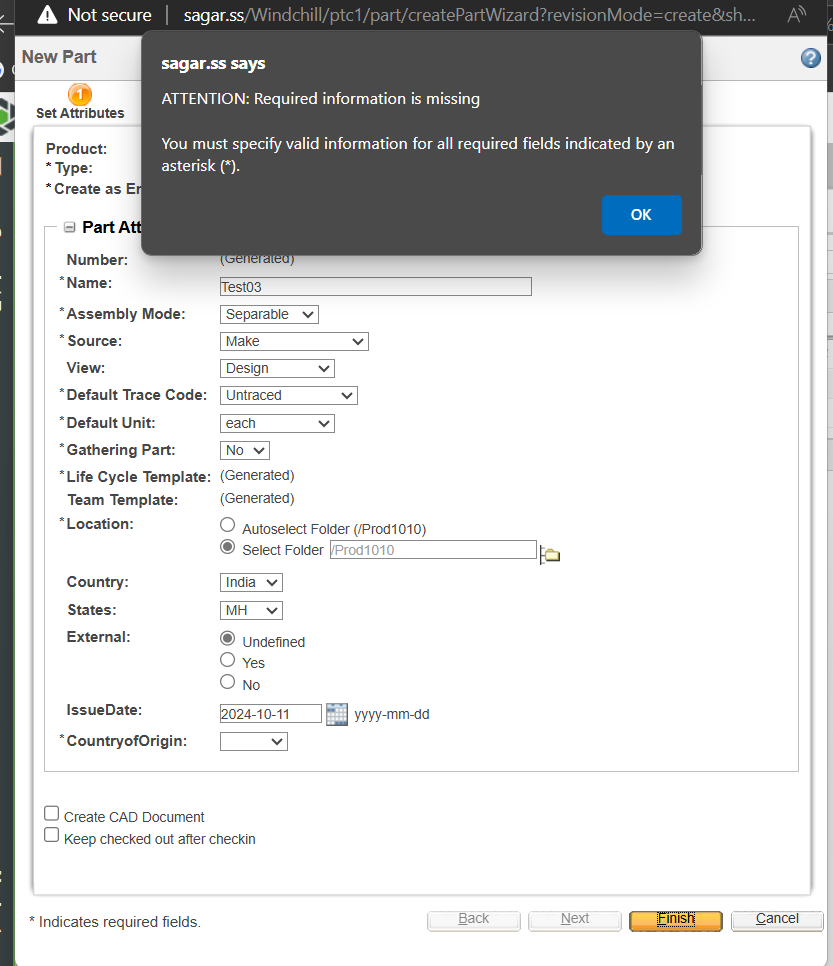 Not secure | sagar.ss/Windchill/ptc1/part/createPartWizard?revisionMode=create&sh...
New Part
sagar.ss says
ATTENTION: Required information is missing
You must specify valid information for all required fields indicated by an
asterisk (*).
OK
1
Set Attributes
Product:
* Type:
* Create as En
Part Att
Number: (Generated)
*Name: Test03
*Assembly Mode: Separable
*Source: Make
View: Design
*Default Trace Code: Untraced
*Default Unit: each
*Gathering Part: No
*Life Cycle Template: (Generated)
Team Template: (Generated)
*Location: Autoselect Folder (/Prod1010)
Select Folder /Prod1010
Country: India
States: MH
External: Undefined
Yes
No
IssueDate: 2024-10-11 yyyy-mm-dd
*CountryofOrigin:
Create CAD Document
Keep checked out after checkin
* Indicates required fields.
Back Next Finish Cancel